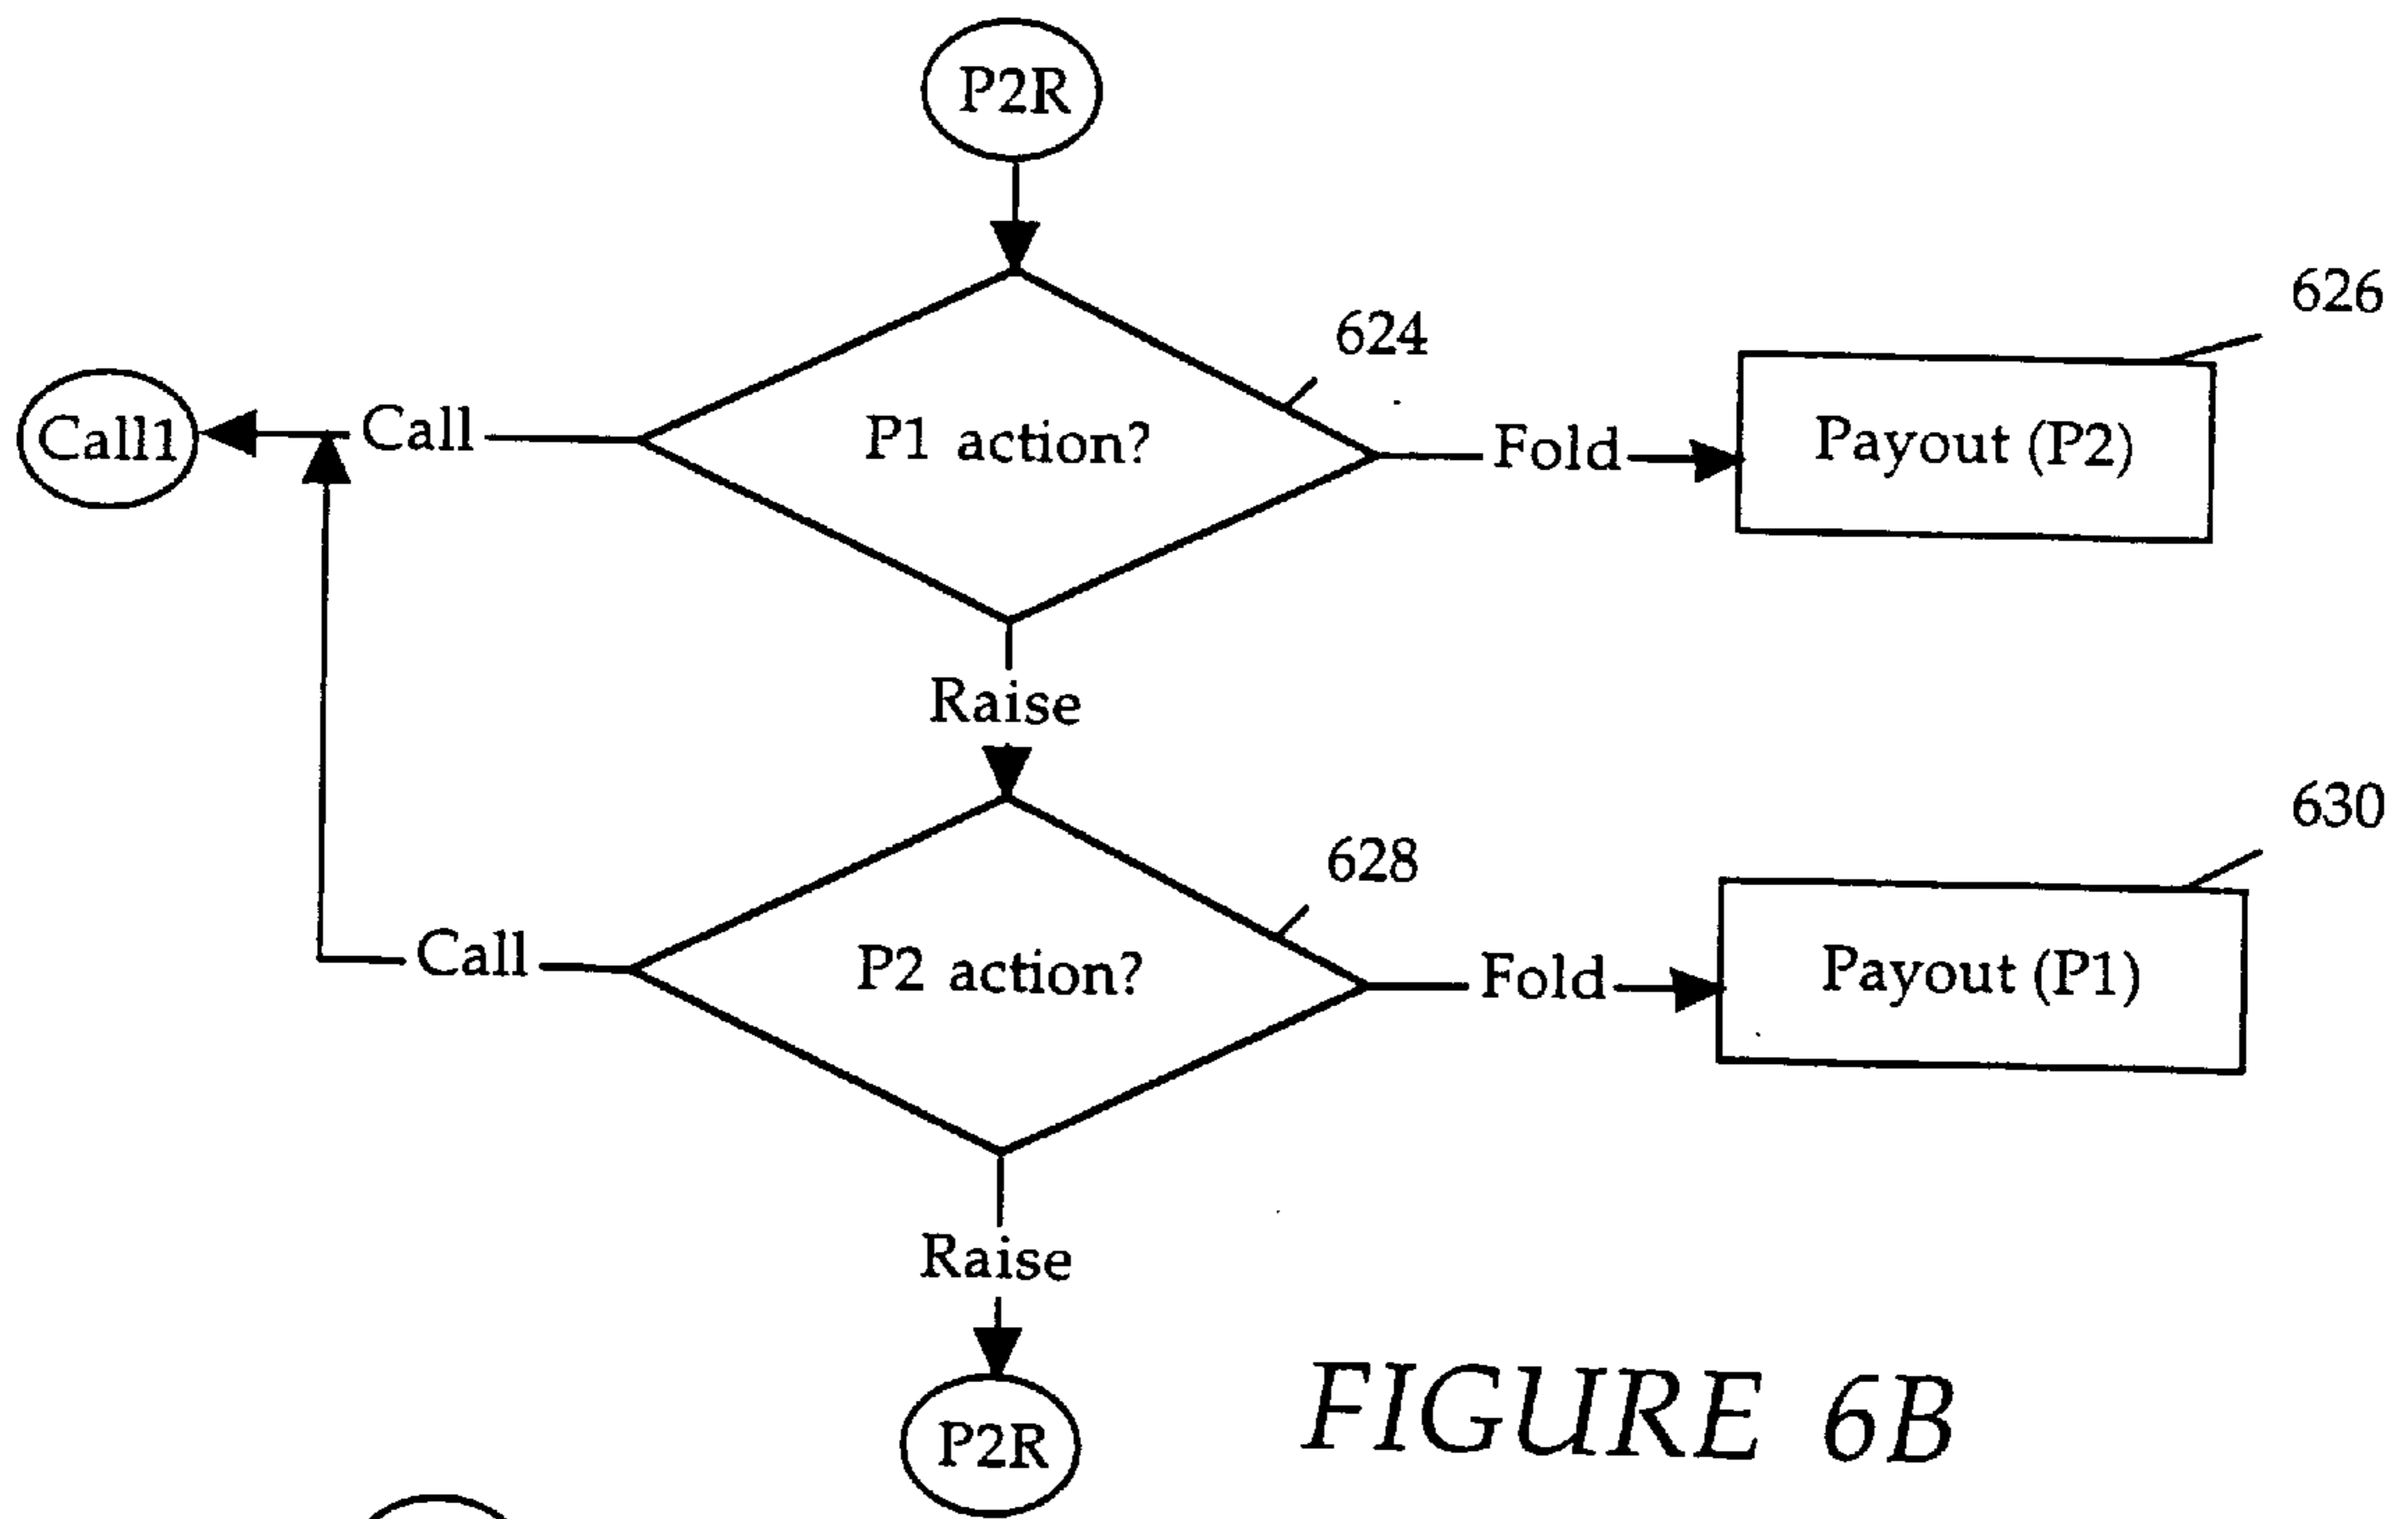 P2R
626
624
Call1
Call
P1 action?
Fold
Payout (P2)
Raise
630
628
Call
P2 action?
Fold
Payout (P1)
Raise
P2R
FIGURE 6B